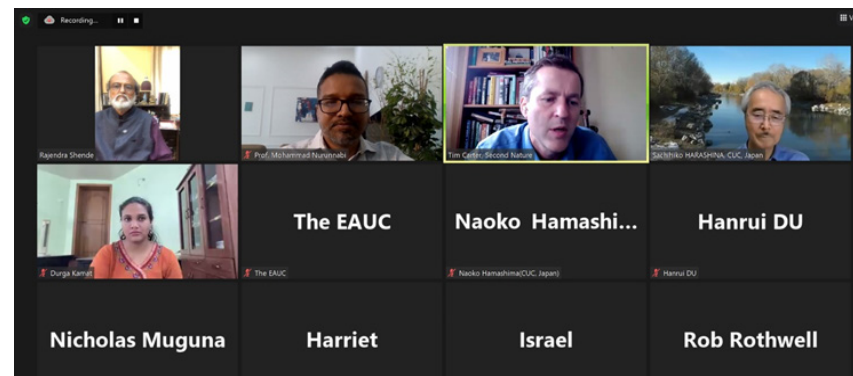 Recording...
V
Rajendra Shende
Prof. Mohammad Nurunnabi
Tim Carter, Second Nature
Sachihiko HARASHINA, CUC, Japan
Durga Kamat
The EAUC
The EAUC
Naoko Hamashi...
Naoko Hamashima(CUC, Japan)
Hanrui DU
Hanrui DU
Nicholas Muguna
Harriet
Israel
Rob Rothwell